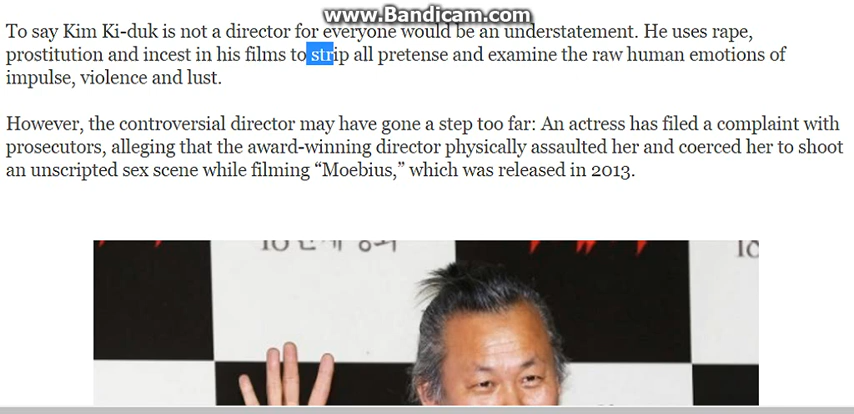 www.Bandicam.com
To say Kim Ki-duk is not a director for everyone would be an understatement. He uses rape,
prostitution and incest in his films to strip all pretense and examine the raw human emotions of
impulse, violence and lust.
However, the controversial director may have gone a step too far: An actress has filed a complaint with
prosecutors, alleging that the award-winning director physically assaulted her and coerced her to shoot
an unscripted sex scene while filming “Moebius,” which was released in 2013.